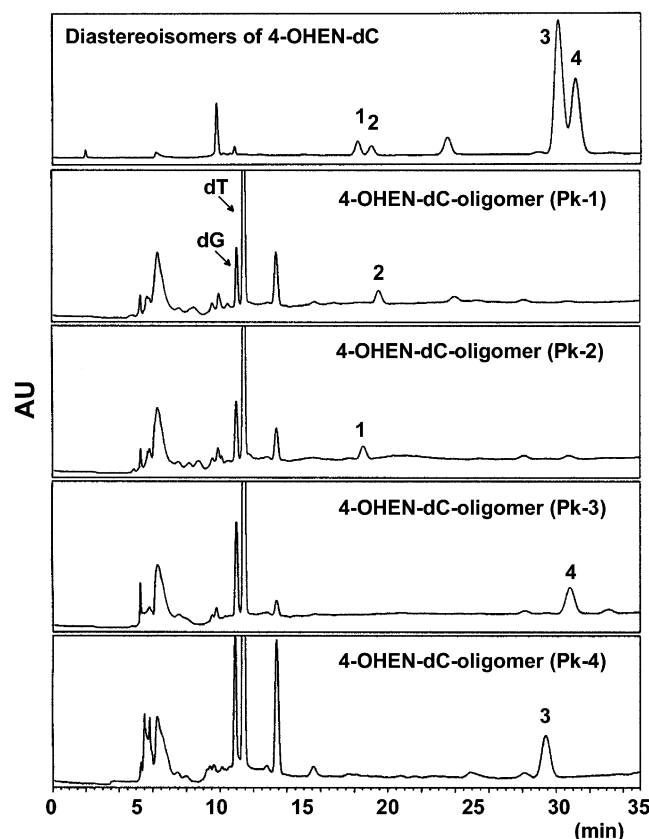 Diastereoisomers of 4-OHEN-dC
3
4
1 2
dT
4-OHEN-dC-oligomer (Pk-1)
dG
2
4-OHEN-dC-oligomer (Pk-2)
AU
1
4-OHEN-dC-oligomer (Pk-3)
4
4-OHEN-dC-oligomer (Pk-4)
3
0 5 10 15 20 25 30 35
(min)